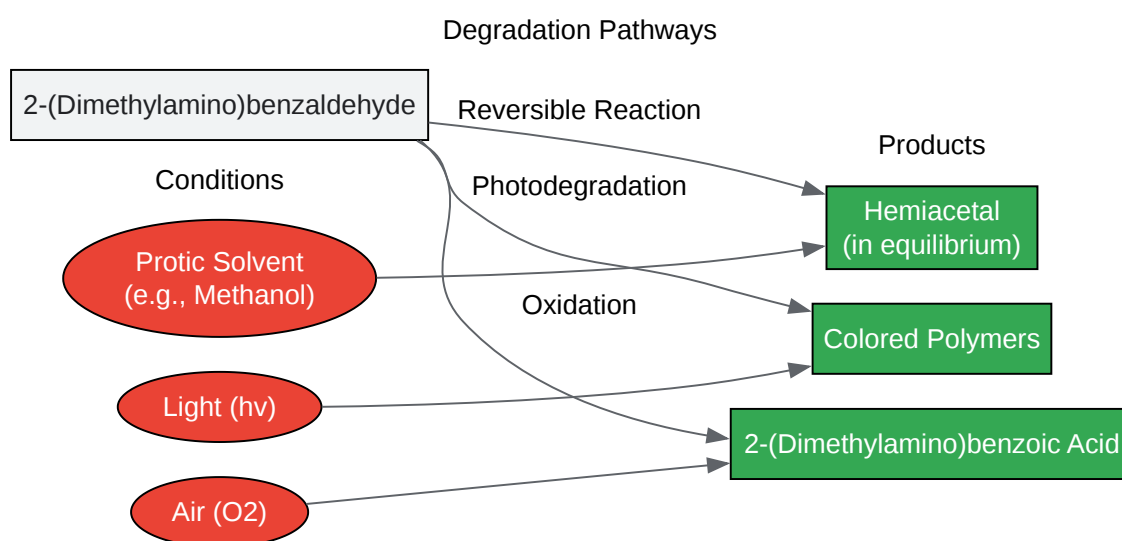 Degradation Pathways
2-(Dimethylamino)benzaldehyde
Reversible Reaction
Products
Conditions
Photodegradation
Hemiacetal
(in equilibrium)
Protic Solvent
(e.g., Methanol)
Oxidation
Colored Polymers
Light (hv)
2-(Dimethylamino)benzoic Acid
Air (O2)